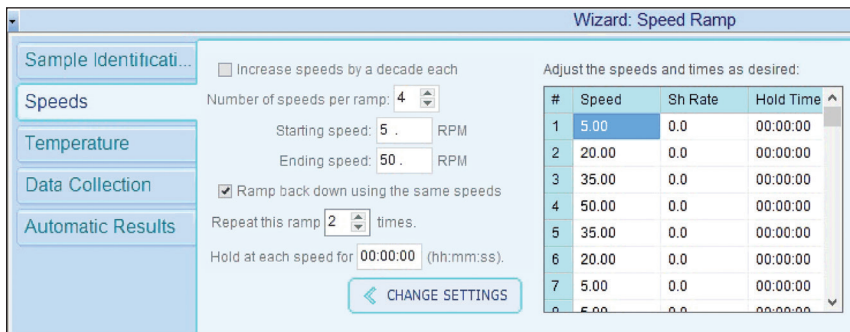 Wizard: Speed Ramp
Sample Identificati...
Speeds
Temperature
Data Collection
Automatic Results
Increase speeds by a decade each
Number of speeds per ramp: 4
Starting speed: 5 . RPM
Ending speed: 50 . RPM
Ramp back down using the same speeds
Repeat this ramp 2 times.
Hold at each speed for 00:00:00 (hh:mm:ss).
CHANGE SETTINGS
Adjust the speeds and times as desired:
# Speed Sh Rate Hold Time
1 5.00 0.0 00:00:00
2 20.00 0.0 00:00:00
3 35.00 0.0 00:00:00
4 50.00 0.0 00:00:00
5 35.00 0.0 00:00:00
6 20.00 0.0 00:00:00
7 5.00 0.0 00:00:00